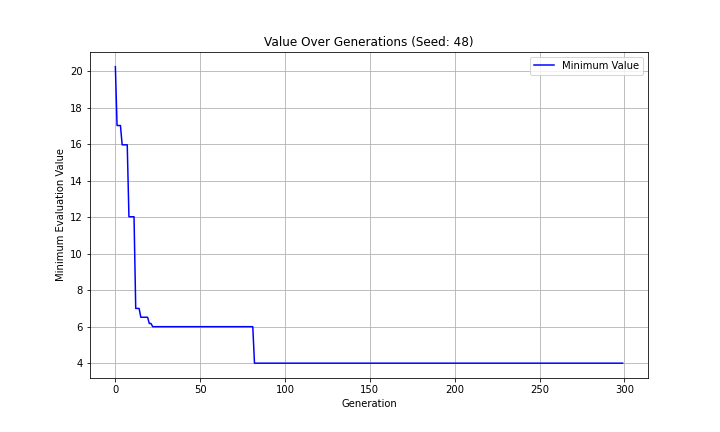 Value Over Generations (Seed: 48)
Minimum Value
Minimum Evaluation Value
20
18
16
14
12
10
8
6
4
0 50 100 150 200 250 300
Generation